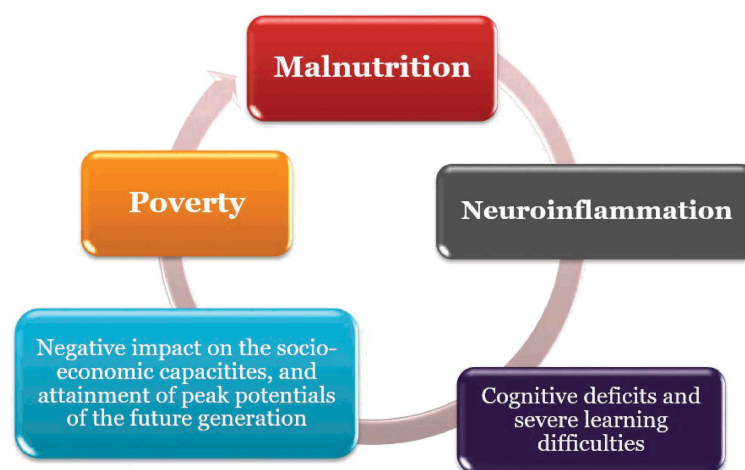 Malnutrition
Neuroinflammation
Cognitive deficits and
severe learning
difficulties
Negative impact on the socio-
economic capacitites, and
attainment of peak potentials
of the future generation
Poverty